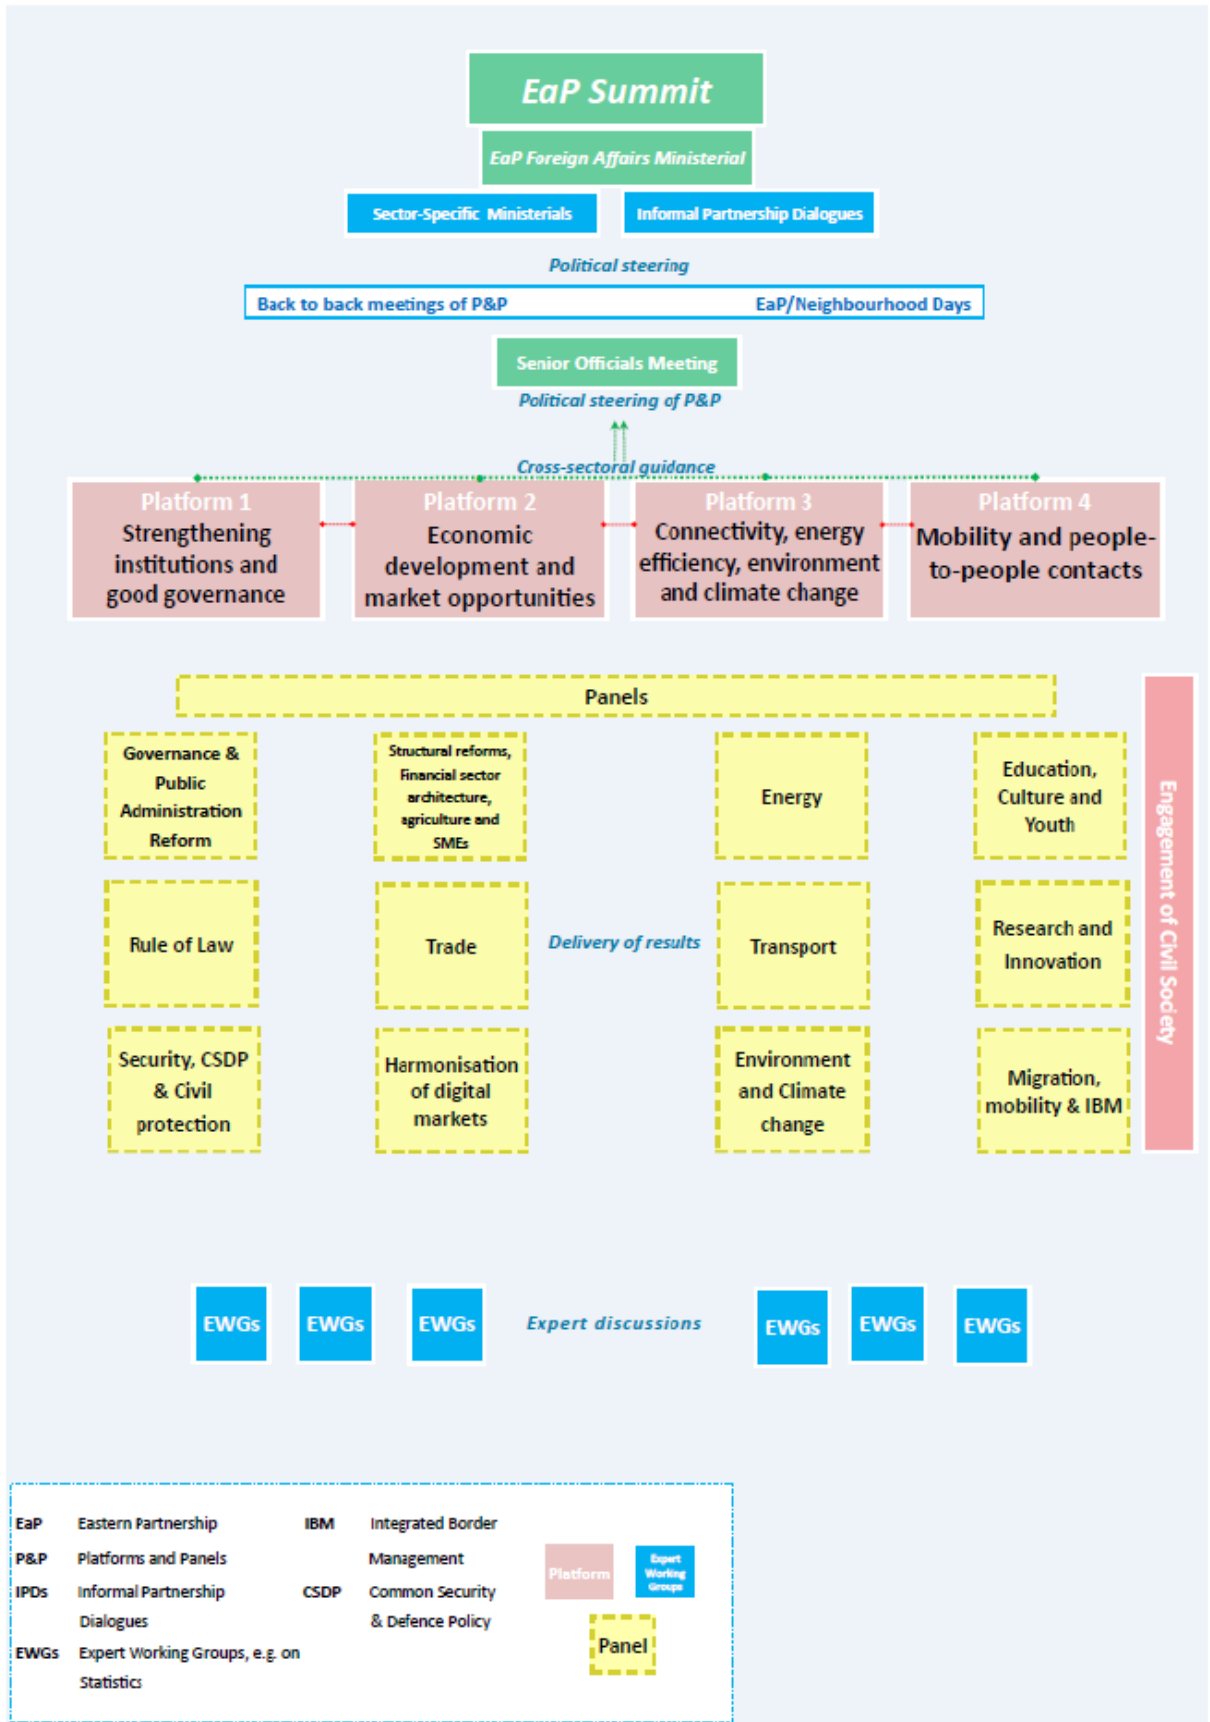 EaP Summit
EaP Foreign Affairs Ministerial
Sector-Specific Ministerials
Informal Partnership Dialogues
Political steering
Back to back meetings of P&P
EaP/Neighbourhood Days
Senior Officials Meeting
Political steering of P&P
Cross-sectoral guidance
Platform 1
Strengthening
institutions and
good governance
Platform 2
Economic
development and
market opportunities
Platform 3
Connectivity, energy
efficiency, environment
and climate change
Platform 4
Mobility and people-
to-people contacts
Panels
Governance &
Public
Administration
Reform
Structural reforms,
Financial sector
architecture,
agriculture and
SMEs
Energy
Education,
Culture and
Youth
Rule of Law
Trade
Delivery of results
Transport
Research and
Innovation
Security, CSDP
& Civil
protection
Harmonisation
of digital
markets
Environment
and Climate
change
Migration,
mobility & IBM
Engagement of Civil Society
EWGs
EWGs
EWGs
Expert discussions
EWGs
EWGs
EWGs
EaP Eastern Partnership
P&P Platforms and Panels
IPDs Informal Partnership
Dialogues
EWGs Expert Working Groups, e.g. on
Statistics
IBM Integrated Border
Management
CSDP Common Security
& Defence Policy
Platform
Expert
Working
Groups
Panel